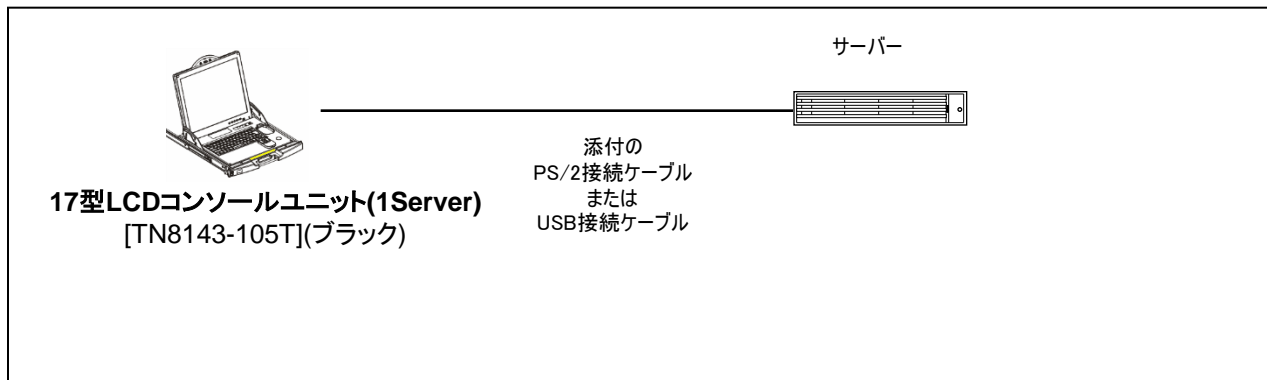 サーバー
添付の
PS/2接続ケーブル
または
USB接続ケーブル
17型LCDコンソールユニット(1Server)
[TN8143-105T](ブラック)